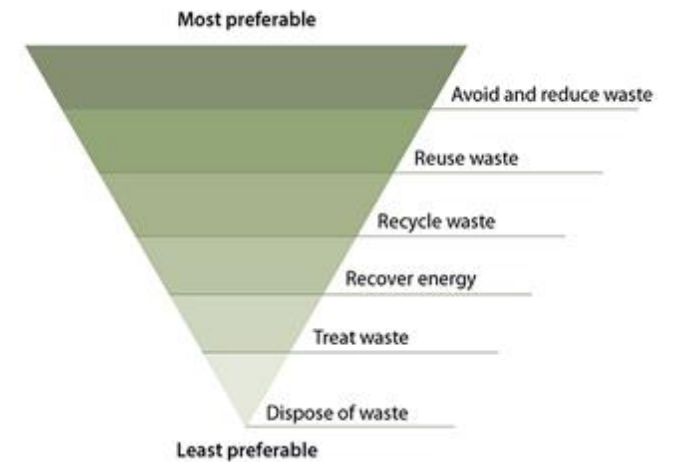 Most preferable
Avoid and reduce waste
Reuse waste
Recycle waste
Recover energy
Treat waste
Dispose of waste
Least preferable